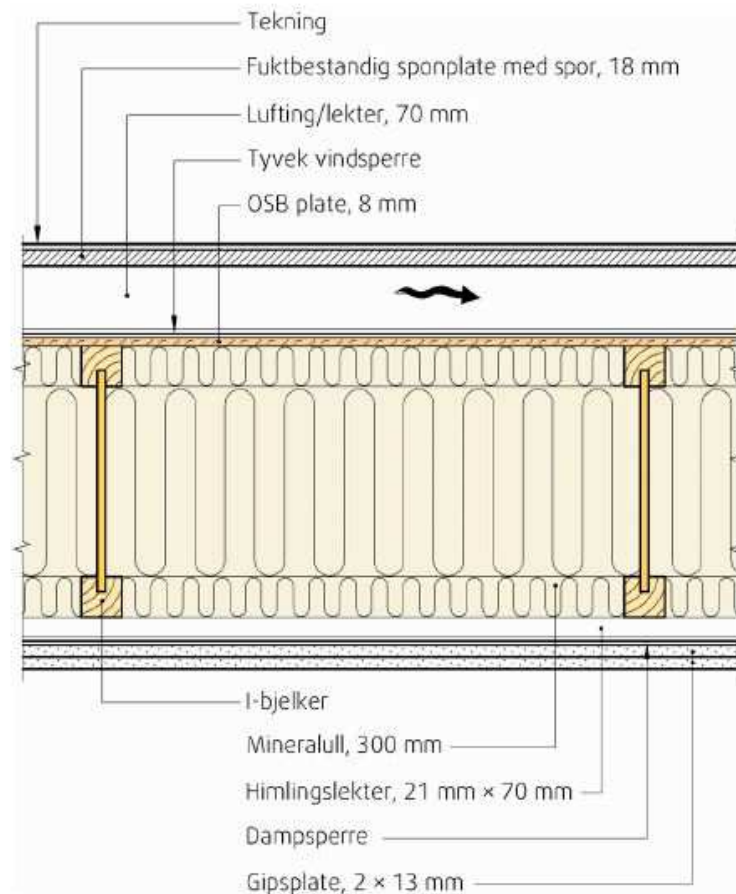 Tekning
Fuktbestandig sponplate med spor, 18 mm
Lufting/lekter, 70 mm
Tyvek vindsperre
OSB plate, 8 mm
I-bjelker
Mineralull, 300 mm
Himlingslekter, 21 mm × 70 mm
Dampsperre
Gipsplate, 2 × 13 mm